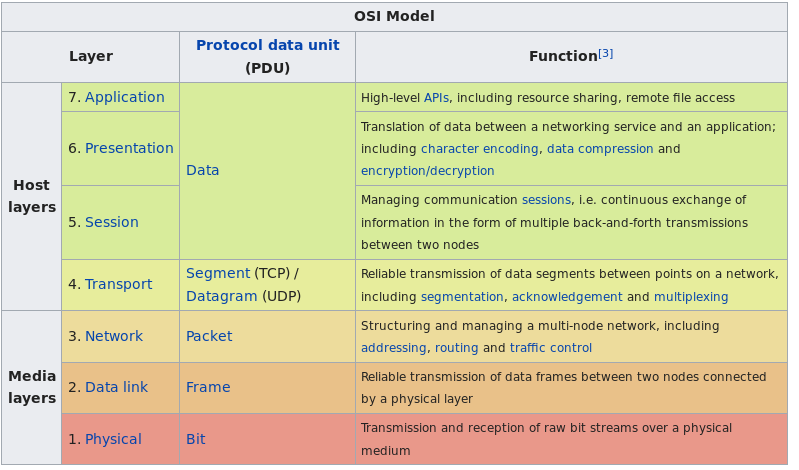 OSI Model
Layer
Protocol data unit
(PDU)
Function[3]
Host
layers
7. Application
Data
High-level APIs, including resource sharing, remote file access
6. Presentation
Translation of data between a networking service and an application;
including character encoding, data compression and
encryption/decryption
5. Session
Managing communication sessions, i.e. continuous exchange of
information in the form of multiple back-and-forth transmissions
between two nodes
4. Transport
Segment (TCP) /
Datagram (UDP)
Reliable transmission of data segments between points on a network,
including segmentation, acknowledgement and multiplexing
Media
layers
3. Network
Packet
Structuring and managing a multi-node network, including
addressing, routing and traffic control
2. Data link
Frame
Reliable transmission of data frames between two nodes connected
by a physical layer
1. Physical
Bit
Transmission and reception of raw bit streams over a physical
medium